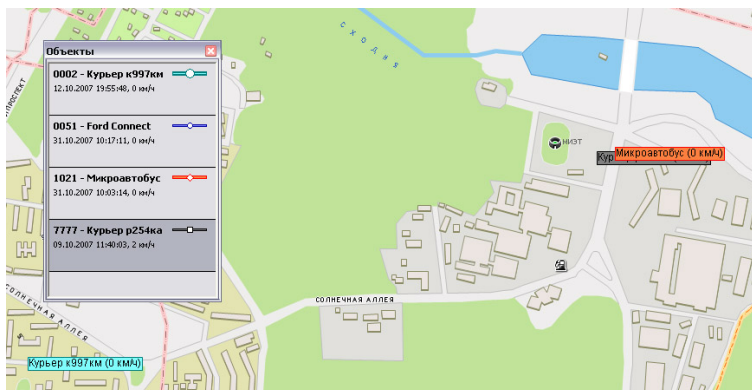 Объекты
0002 - Курьер к997км
12.10.2007 19:55:48, 0 км/ч
0051 - Ford Connect
31.10.2007 10:17:11, 0 км/ч
1021 - Микроавтобус
31.10.2007 10:03:14, 0 км/ч
7777 - Курьер р254ка
09.10.2007 11:40:03, 2 км/ч
СХОДНЯ
НИЭТ
Кур
Микроавтобус (0 км/ч)
СОЛНЕЧНАЯ АЛЛЕЯ
СОЛНЕЧНАЯ АЛЛЕЯ
Курьер к997км (0 км/ч)